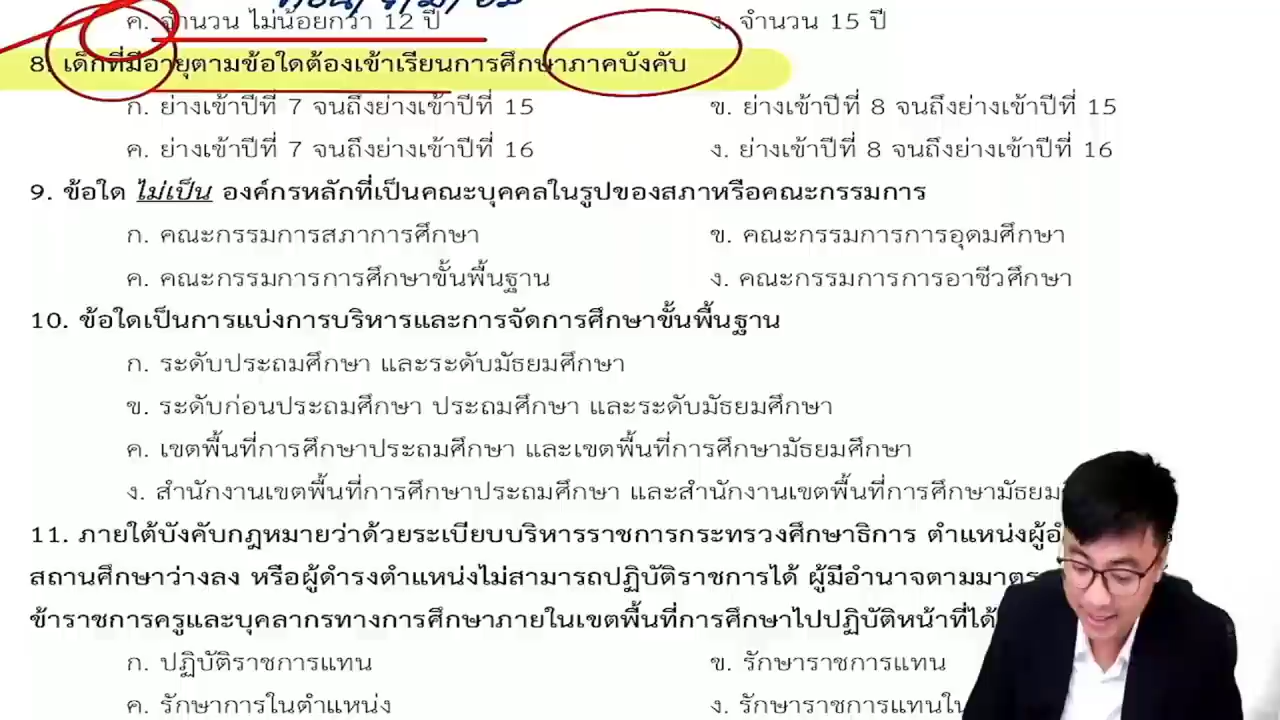 ค. จำนวน ไม่น้อยกว่า 12 ปี ง. จำนวน 15 ปี
8. เด็กที่มีอายุตามข้อใดต้องเข้าเรียนการศึกษาภาคบังคับ
ก. ย่างเข้าปีที่ 7 จนถึงย่างเข้าปีที่ 15 ข. ย่างเข้าปีที่ 8 จนถึงย่างเข้าปีที่ 15
ค. ย่างเข้าปีที่ 7 จนถึงย่างเข้าปีที่ 16 ง. ย่างเข้าปีที่ 8 จนถึงย่างเข้าปีที่ 16
9. ข้อใด ไม่เป็น องค์กรหลักที่เป็นคณะบุคคลในรูปของสภาหรือคณะกรรมการ
ก. คณะกรรมการสภาการศึกษา ข. คณะกรรมการการอุดมศึกษา
ค. คณะกรรมการการศึกษาขั้นพื้นฐาน ง. คณะกรรมการการอาชีวศึกษา
10. ข้อใดเป็นการแบ่งการบริหารและการจัดการศึกษาขั้นพื้นฐาน
ก. ระดับประถมศึกษา และระดับมัธยมศึกษา
ข. ระดับก่อนประถมศึกษา ประถมศึกษา และระดับมัธยมศึกษา
ค. เขตพื้นที่การศึกษาประถมศึกษา และเขตพื้นที่การศึกษามัธยมศึกษา
ง. สำนักงานเขตพื้นที่การศึกษาประถมศึกษา และสำนักงานเขตพื้นที่การศึกษามัธยม
11. ภายใต้บังคับกฎหมายว่าด้วยระเบียบบริหารราชการกระทรวงศึกษาธิการ ตำแหน่ง
สถานศึกษาว่างลง หรือผู้ดำรงตำแหน่งไม่สามารถปฏิบัติราชการได้ ผู้มีอำนาจตาม
ข้าราชการครูและบุคลากรทางการศึกษาภายในเขตพื้นที่การศึกษาไปปฏิบัติหน้าที่ได้
ก. ปฏิบัติราชการแทน ข. รักษาราชการแทน
ค. รักษาการในตำแหน่ง ง. รักษาราชการแทนใน